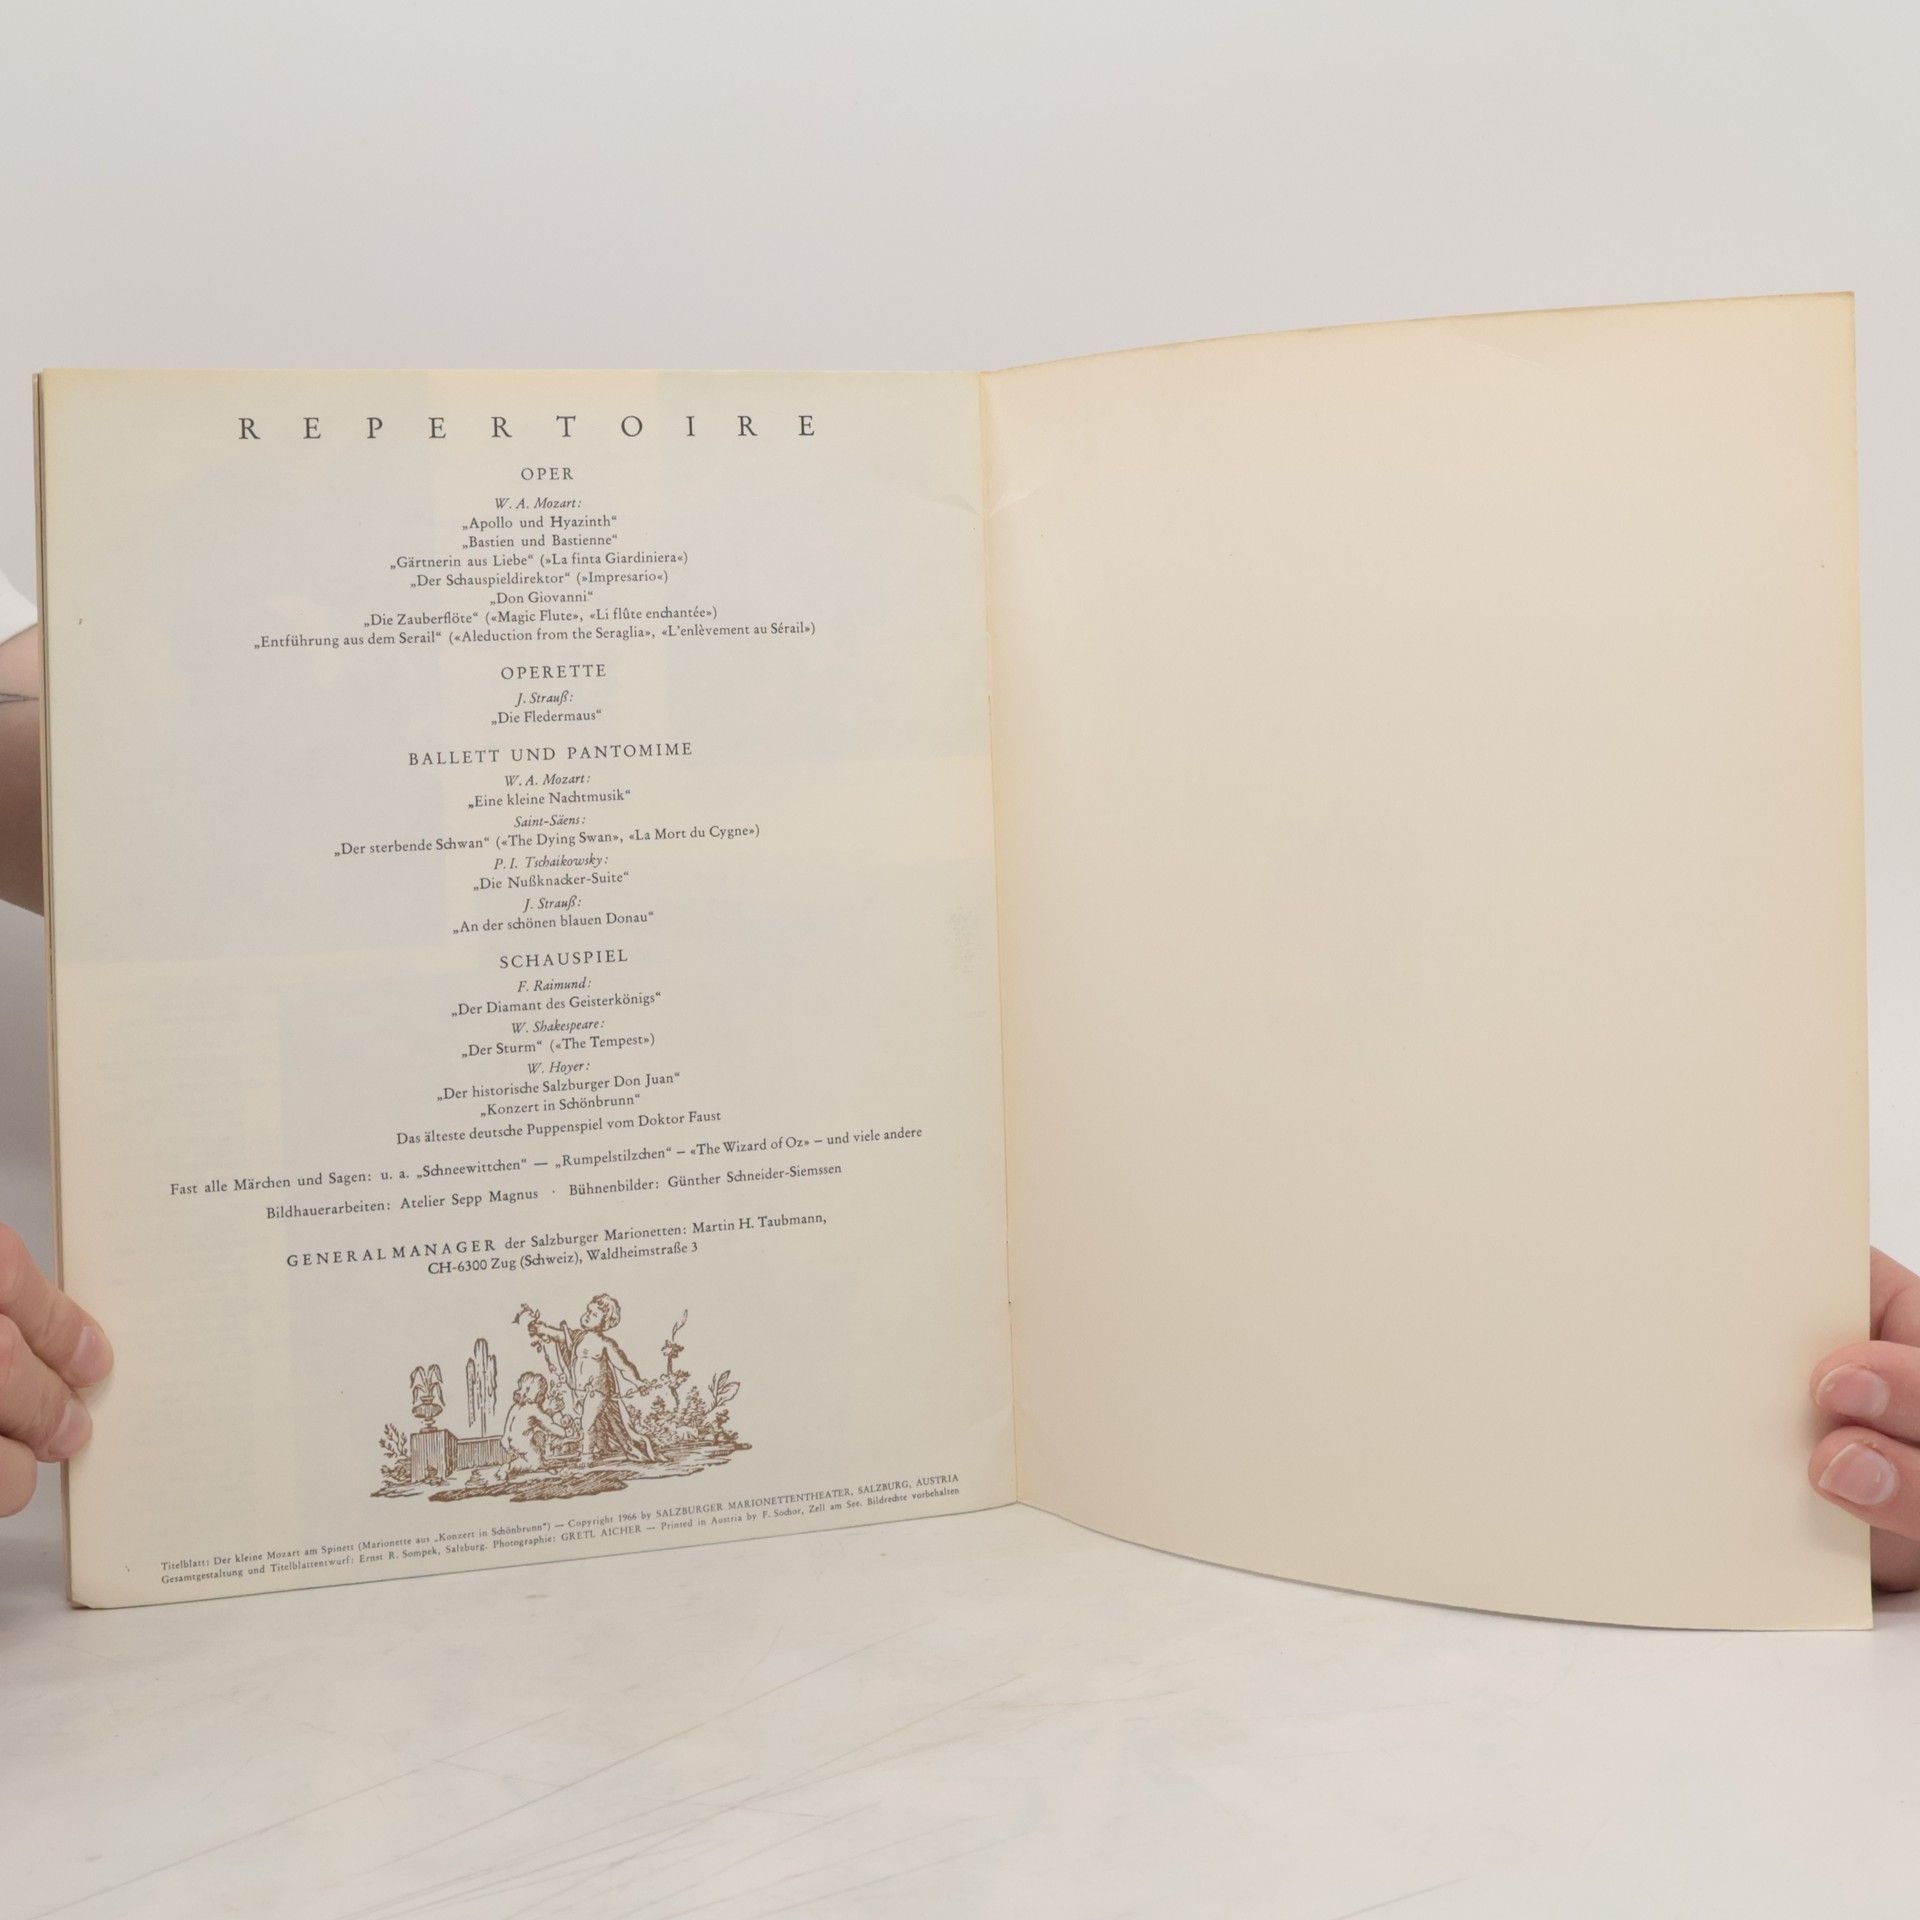 REPERTOIRE
OPER
W. A. Mozart:
„Apollo und Hyazinth“
„Bastien und Bastienne“
„Gärtnerin aus Liebe“ (»La finta Giardiniera«)
„Der Schauspieldirektor“ (»Impresario«)
„Don Giovanni“
„Die Zauberflöte“ («Magic Flute», «Li flûte enchantée»)
„Entführung aus dem Serail“ («Aleduction from the Seraglia», «L'enlèvement au Sérail»)
OPERETTE
J. Strauß:
„Die Fledermaus“
BALLETT UND PANTOMIME
W. A. Mozart:
„Eine kleine Nachtmusik“
Saint-Säens:
„Der sterbende Schwan“ («The Dying Swan», «La Mort du Cygne»)
P. I. Tschaikowsky:
„Die Nußknacker-Suite“
J. Strauß:
„An der schönen blauen Donau“
SCHAUSPIEL
F. Raimund:
„Der Diamant des Geisterkönigs“
W. Shakespeare:
„Der Sturm“ («The Tempest»)
W. Hoyer:
„Der historische Salzburger Don Juan“
„Konzert in Schönbrunn“
Das älteste deutsche Puppenspiel vom Doktor Faust
Fast alle Märchen und Sagen: u. a. „Schneewittchen“ — „Rumpelstilzchen“ – «The Wizard of Oz» – und viele andere
Bildhauerarbeiten: Atelier Sepp Magnus · Bühnenbilder: Günther Schneider-Siemssen
GENERALMANAGER der Salzburger Marionetten: Martin H. Taubmann,
CH-6300 Zug (Schweiz), Waldheimstraße 3
Titelblatt: Der kleine Mozart am Spinett (Marionette aus „Konzert in Schönbrunn“) — Copyright 1966 by SALZBURGER MARIONETTENTHEATER, SALZBURG, AUSTRIA
Gesamtgestaltung und Titelblattentwurf: Ernst R. Sompek, Salzburg. Photographie: GRETL AICHER — Printed in Austria by F. Sochor, Zell am See. Bildrechte vorbehalten